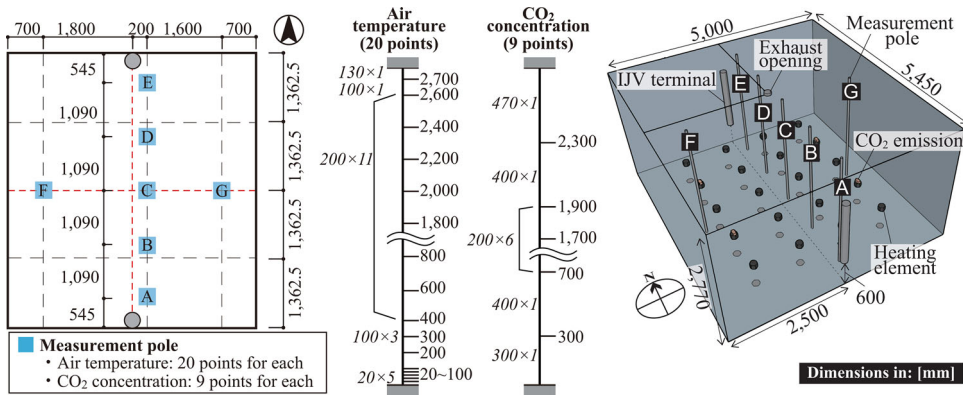 700
1,800
200
1,600
700
545
1,090
1,090
1,090
1,090
545
1,362.5
1,362.5
1,362.5
1,362.5
E
D
F
C
G
B
A
Measurement pole
• Air temperature: 20 points for each
• CO₂ concentration: 9 points for each
Air
temperature
(20 points)
130×1
100×1
200×11
100×3
20×5
2,700
2,600
2,400
2,200
2,000
1,800
800
600
400
300
200
20~100
CO₂
concentration
(9 points)
470×1
400×1
200×6
400×1
300×1
2,300
1,900
1,700
700
300
5,000
Exhaust
opening
Measurement
pole
IJV terminal
5,450
E
G
D
C
F
B
CO₂ emission
A
Heating
element
z
2,770
2,500
600
Dimensions in: [mm]